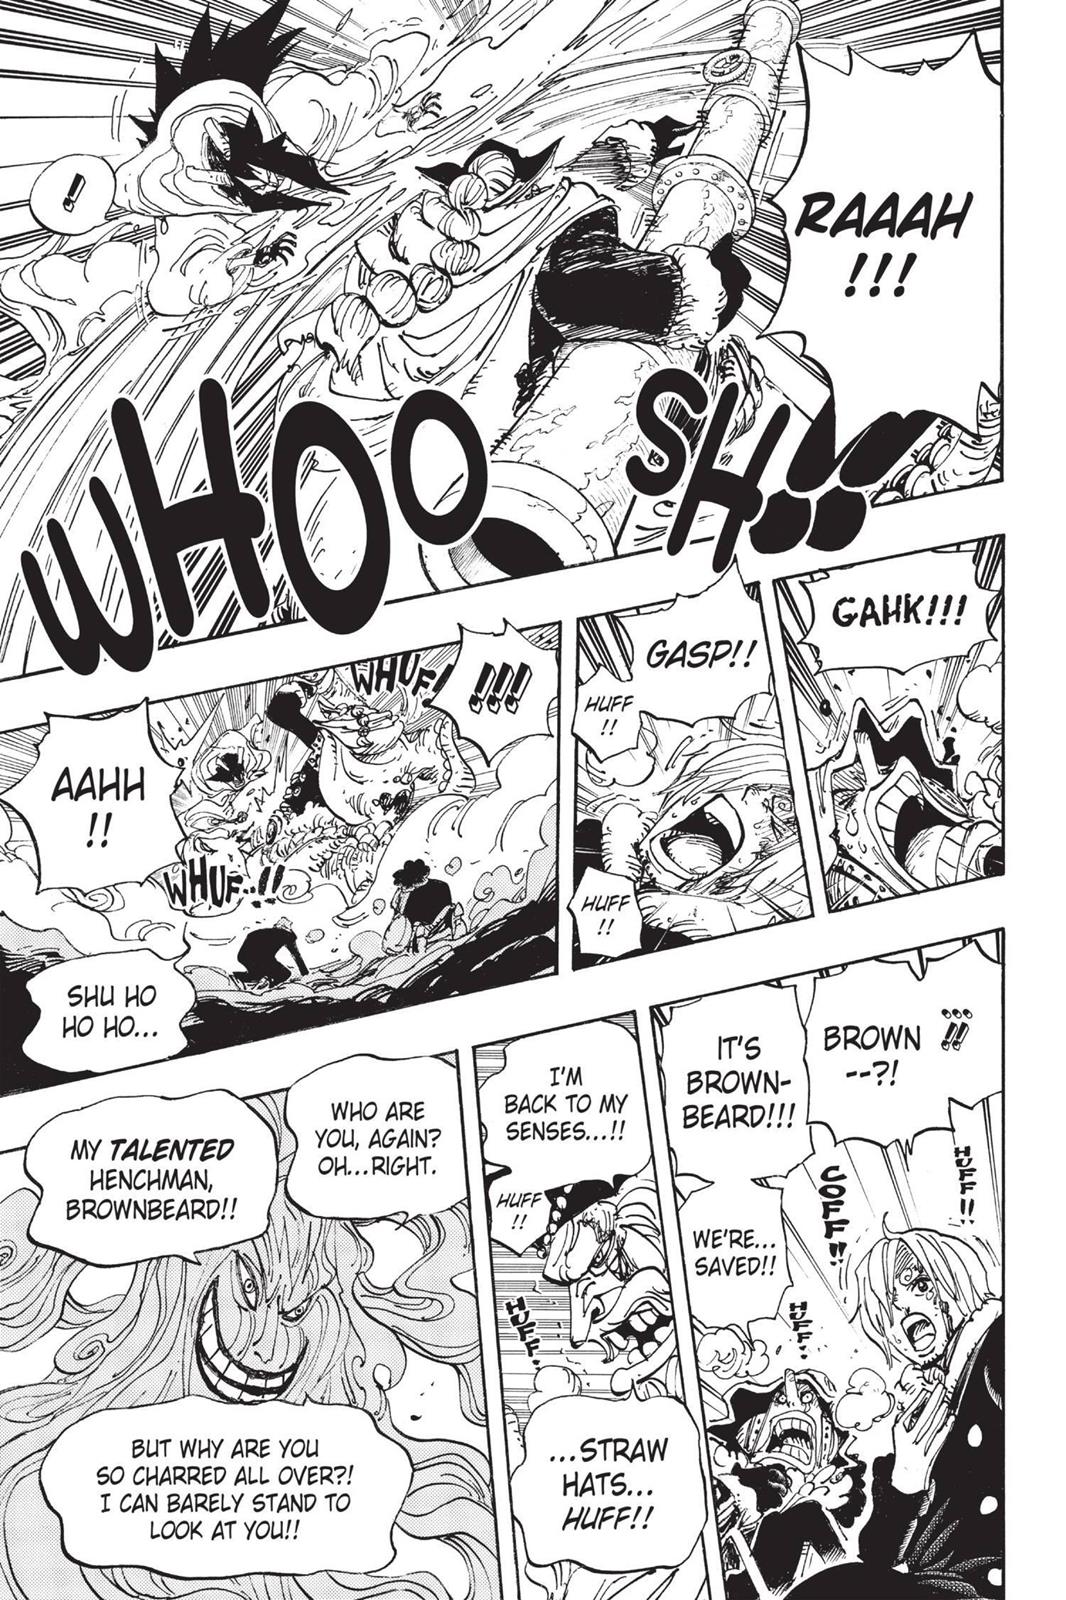 RAAAH
!!!
!
WHOO
SH!!
GAHK!!!
GASP!!
HUFF
!!
HUFF
!!
!!!
WHUF!
AAHH
!!
WHUF..!!
SHU HO
HO HO...
!!
BROWN
--?!
IT'S
BROWN-
BEARD!!!
HUFF!!
COFF!!
WE'RE...
SAVED!!
HUFF!
I'M
BACK TO MY
SENSES...!!
HUFF
!!
HUFF!
...STRAW
HATS...
HUFF!!
WHO ARE
YOU, AGAIN?
OH...RIGHT.
MY TALENTED
HENCHMAN,
BROWNBEARD!!
BUT WHY ARE YOU
SO CHARRED ALL OVER?!
I CAN BARELY STAND TO
LOOK AT YOU!!